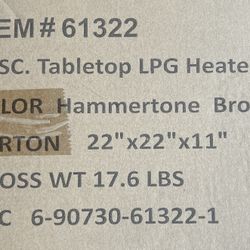 EM # 61322
SC. Tabletop LPG Heate
LOR Hammertone Bro
RTON 22"x22"x11"
OSS WT 17.6 LBS
C 6-90730-61322-1